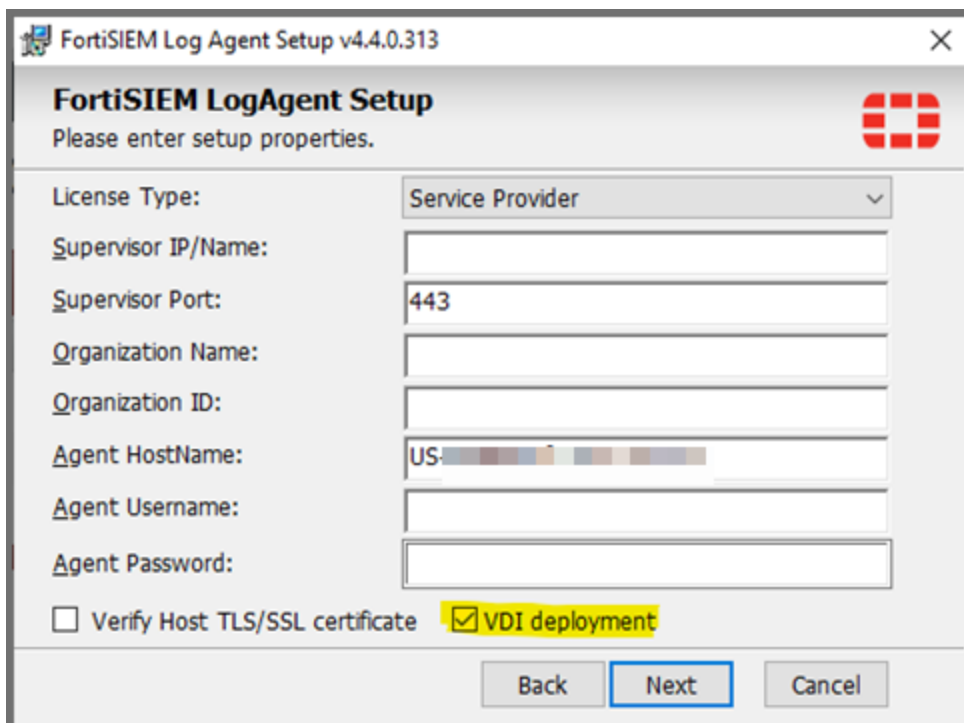 FortiSIEM Log Agent Setup v4.4.0.313
FortiSIEM LogAgent Setup
Please enter setup properties.
License Type: Service Provider
Supervisor IP/Name:
Supervisor Port: 443
Organization Name:
Organization ID:
Agent HostName: US-
Agent Username:
Agent Password:
Verify Host TLS/SSL certificate VDI deployment
Back Next Cancel